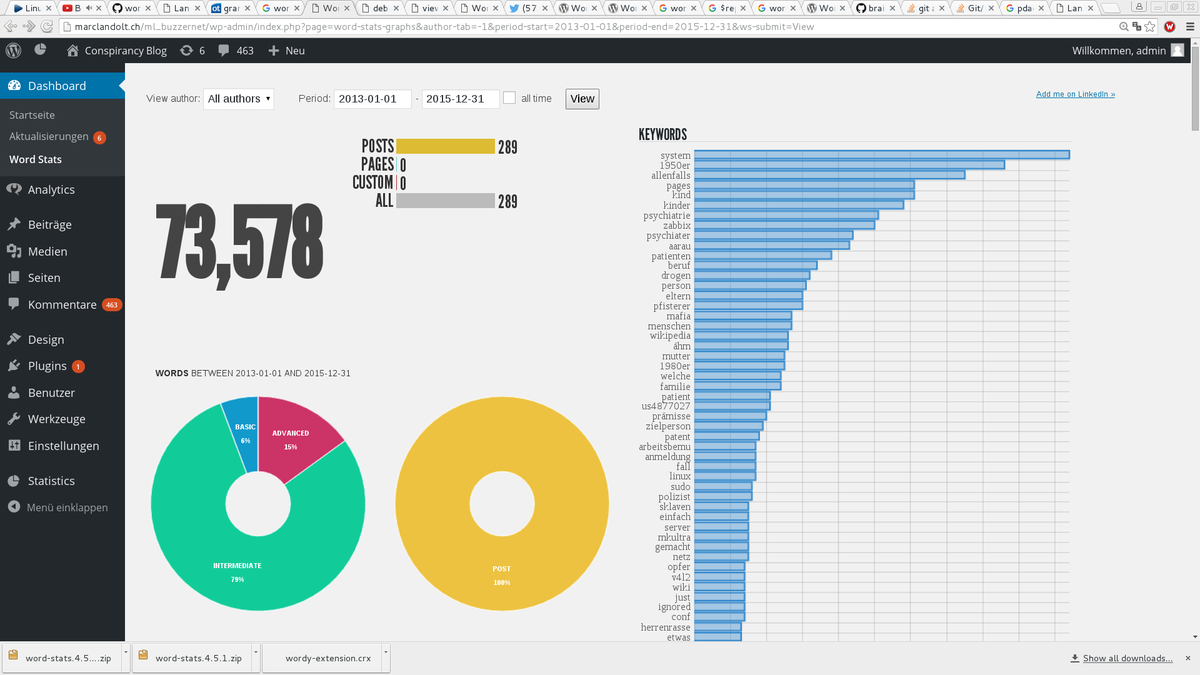 Linu
B
wor
Lan
grar
wor
Wor
deb
viev
Wor
(57
Wo
Wor
wor
$re
wor
Wor
brai
git a
Git/
pda
Lan
marclandolt.ch/ml_buzzernet/wp-admin/index.php?page=word-stats-graphs&author-tab=-1&period-start=2013-01-01&period-end=2015-12-31&ws-submit=View
Conspirancy Blog 6 463 + Neu Willkommen, admin
Dashboard
Startseite
Aktualisierungen 6
Word Stats
Analytics
Beiträge
Medien
Seiten
Kommentare 463
Design
Plugins 1
Benutzer
Werkzeuge
Einstellungen
Statistics
Menü einklappen
View author: All authors Period: 2013-01-01 - 2015-12-31 all time View
Add me on LinkedIn »
POSTS 289
PAGES 0
CUSTOM 0
ALL 289
73,578
WORDS BETWEEN 2013-01-01 AND 2015-12-31
BASIC
6%
ADVANCED
15%
INTERMEDIATE
79%
POST
100%
KEYWORDS
system
1950er
allenfalls
pages
kind
kinder
psychiatrie
zabbix
psychiater
aarau
patienten
beruf
drogen
person
eltern
pfisterer
mafia
menschen
wikipedia
ähm
mutter
1980er
welche
familie
patient
us4877027
prämisse
zielperson
patent
arbeitsbemu
anmeldung
fall
linux
sudo
polizist
sklaven
einfach
server
mkultra
gemacht
netz
opfer
v4l2
wiki
just
ignored
conf
herrenrasse
etwas
word-stats.4.5....zip
word-stats.4.5.1.zip
wordy-extension.crx
Show all downloads...